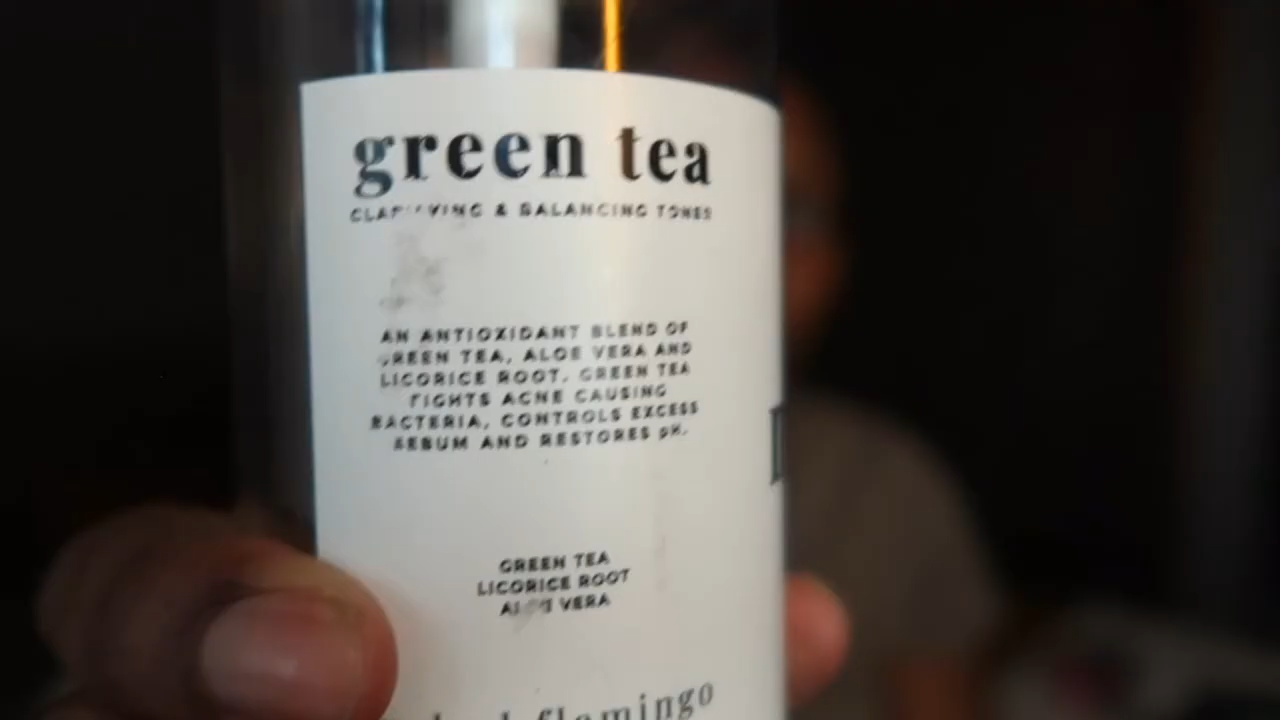 green tea
& BALANCING
AN ANTIOXIDANT BLEND OF
GREEN TEA, ALOE VERA AND
LICORICE ROOT. GREEN TEA
FIGHTS ACNE CAUSING
BACTERIA, CONTROLS EXCESS
SEBUM AND RESTORES pH.
GREEN TEA
LICORICE ROOT
ALOE VERA
flamingo